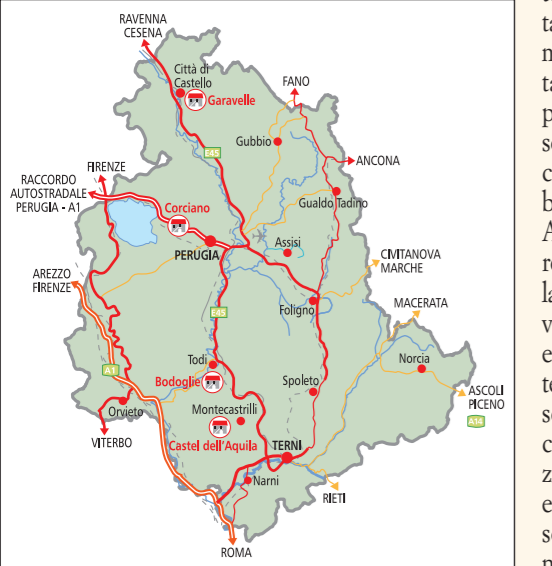 RAVENNA
CESENA
Città di
Castello
Garavelle
FANO
Gubbio
E45
ANCONA
FIRENZE
RACCORDO
AUTOSTRADALE
PERUGIA - A1
Corciano
Gualdo Tadino
PERUGIA
Assisi
CIVITANOVA
MARCHE
AREZZO
FIRENZE
MACERATA
Foligno
E45
Todi
Norcia
A1
Bodoglie
Spoleto
ASCOLI
PICENO
A14
Orvieto
Montecastrilli
VITERBO
Castel dell'Aquila
TERNI
Narni
RIETI
ROMA